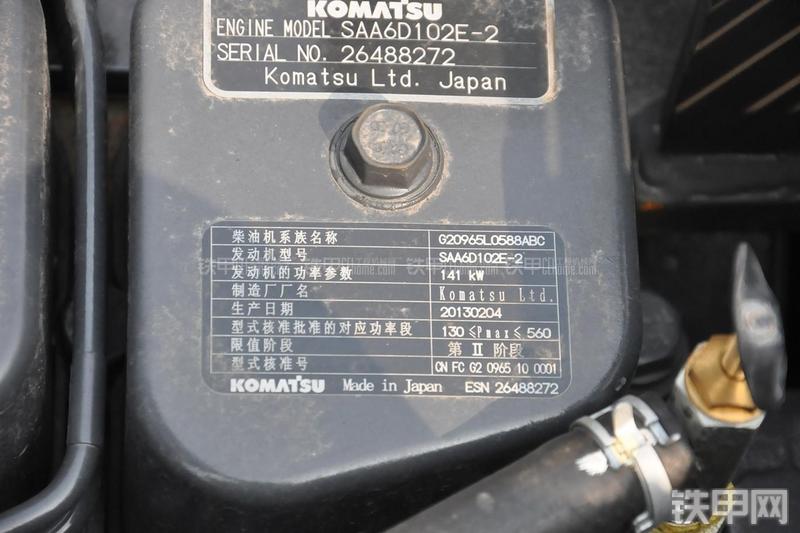 KOMATSU
ENGINE MODEL SAA6D102E-2
SERIAL NO. 26488272
Komatsu Ltd. Japan
柴油机系族名称 G20965L0588ABC
发动机型号 SAA6D102E-2
发动机的功率参数 141 kW
制造厂厂名 Komatsu Ltd.
生产日期 20130204
型式核准批准的对应功率段 130 ≤Pmax≤ 560
限值阶段 第 II 阶段
型式核准号 CN FC G2 0965 10 0001
KOMATSU Made in Japan ESN 26488272
铁甲网